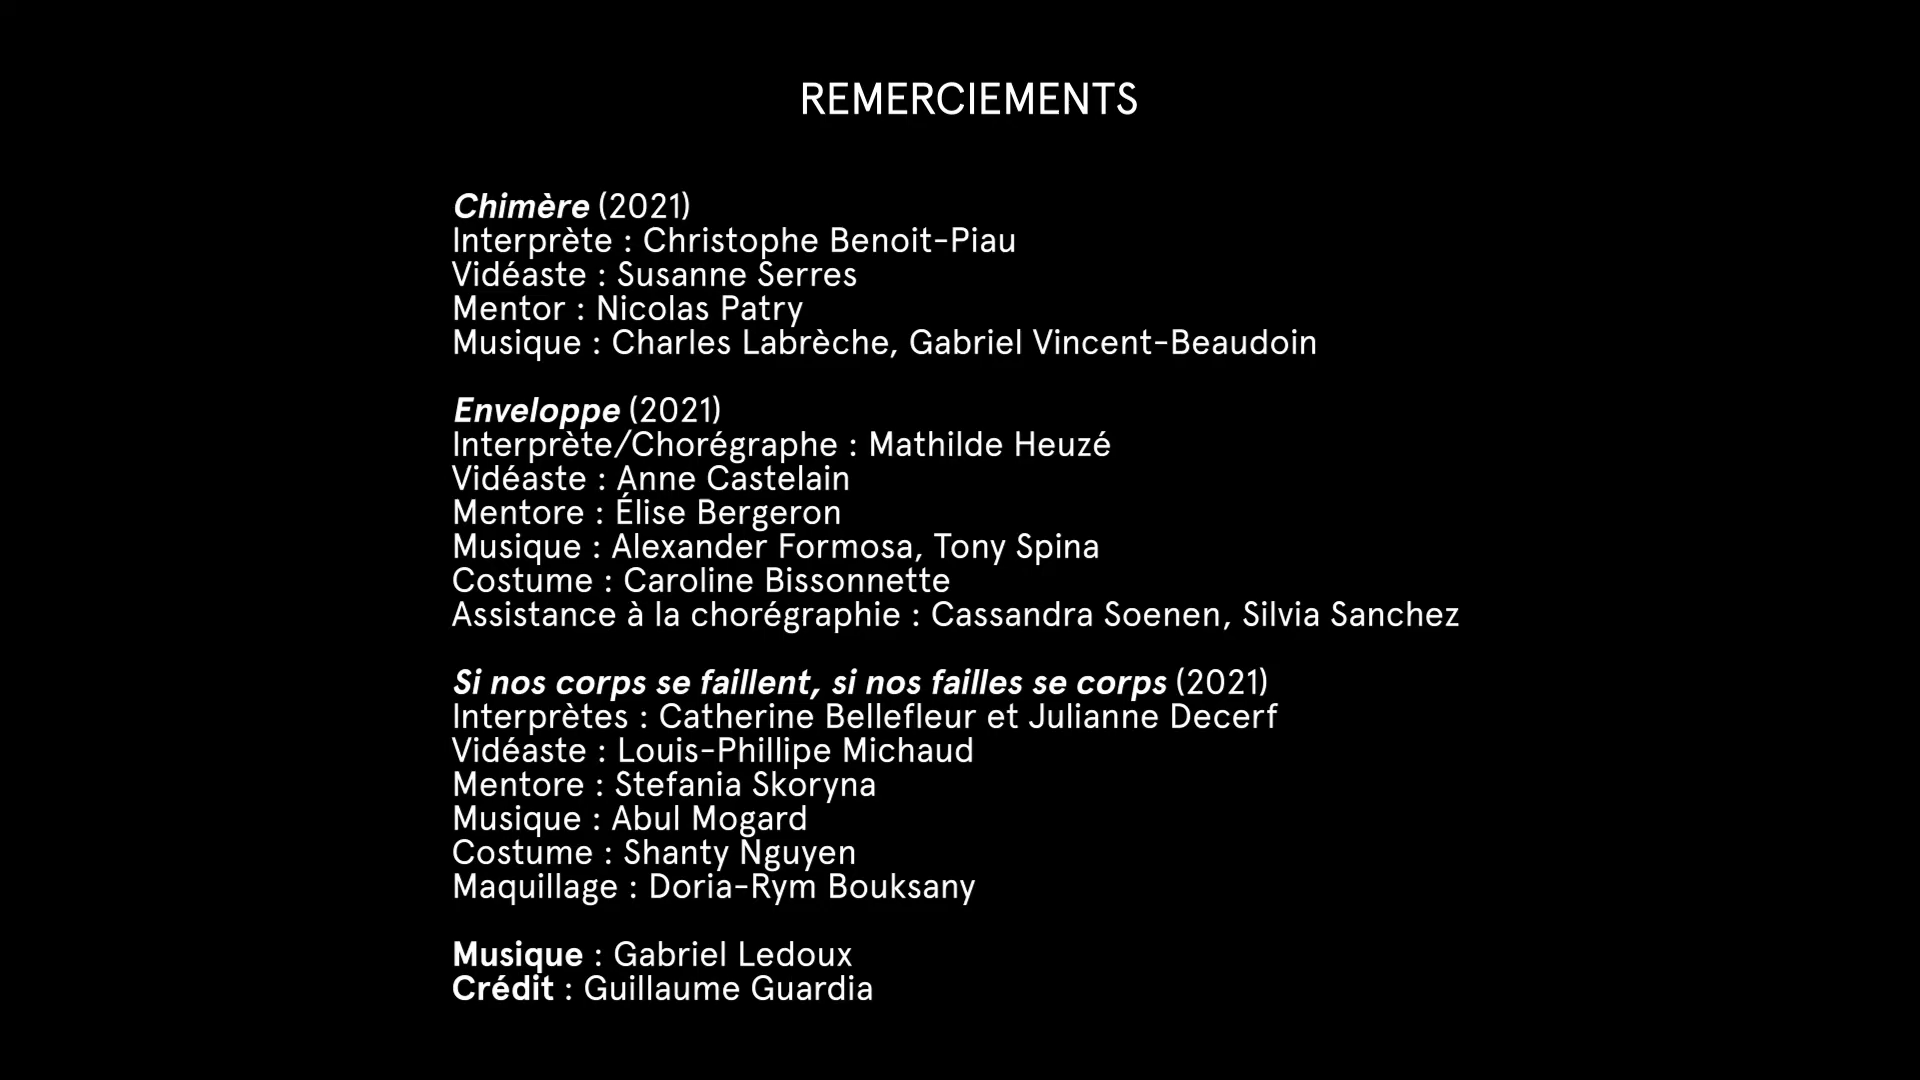 REMERCIEMENTS
Chimère (2021)
Interprète : Christophe Benoit-Piau
Vidéaste : Susanne Serres
Mentor : Nicolas Patry
Musique : Charles Labrèche, Gabriel Vincent-Beaudoin
Enveloppe (2021)
Interprète/Chorégraphe : Mathilde Heuzé
Vidéaste : Anne Castelain
Mentore : Élise Bergeron
Musique : Alexander Formosa, Tony Spina
Costume : Caroline Bissonnette
Assistance à la chorégraphie : Cassandra Soenen, Silvia Sanchez
Si nos corps se faillent, si nos failles se corps (2021)
Interprètes : Catherine Bellefleur et Julianne Decerf
Vidéaste : Louis-Phillipe Michaud
Mentore : Stefania Skoryna
Musique : Abul Mogard
Costume : Shanty Nguyen
Maquillage : Doria-Rym Bouksany
Musique : Gabriel Ledoux
Crédit : Guillaume Guardia